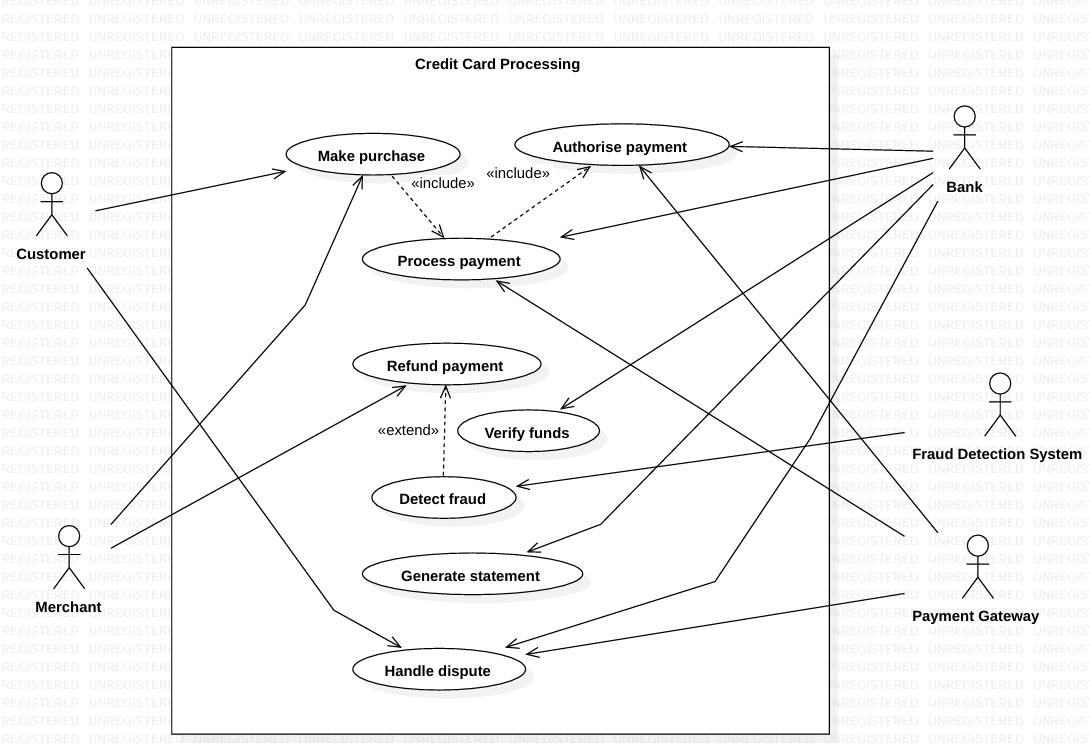 Credit Card Processing
Make purchase
Authorise payment
«include»
«include»
Bank
Customer
Process payment
Refund payment
«extend»
Verify funds
Fraud Detection System
Detect fraud
Generate statement
Merchant
Payment Gateway
Handle dispute
UNREGISTERED